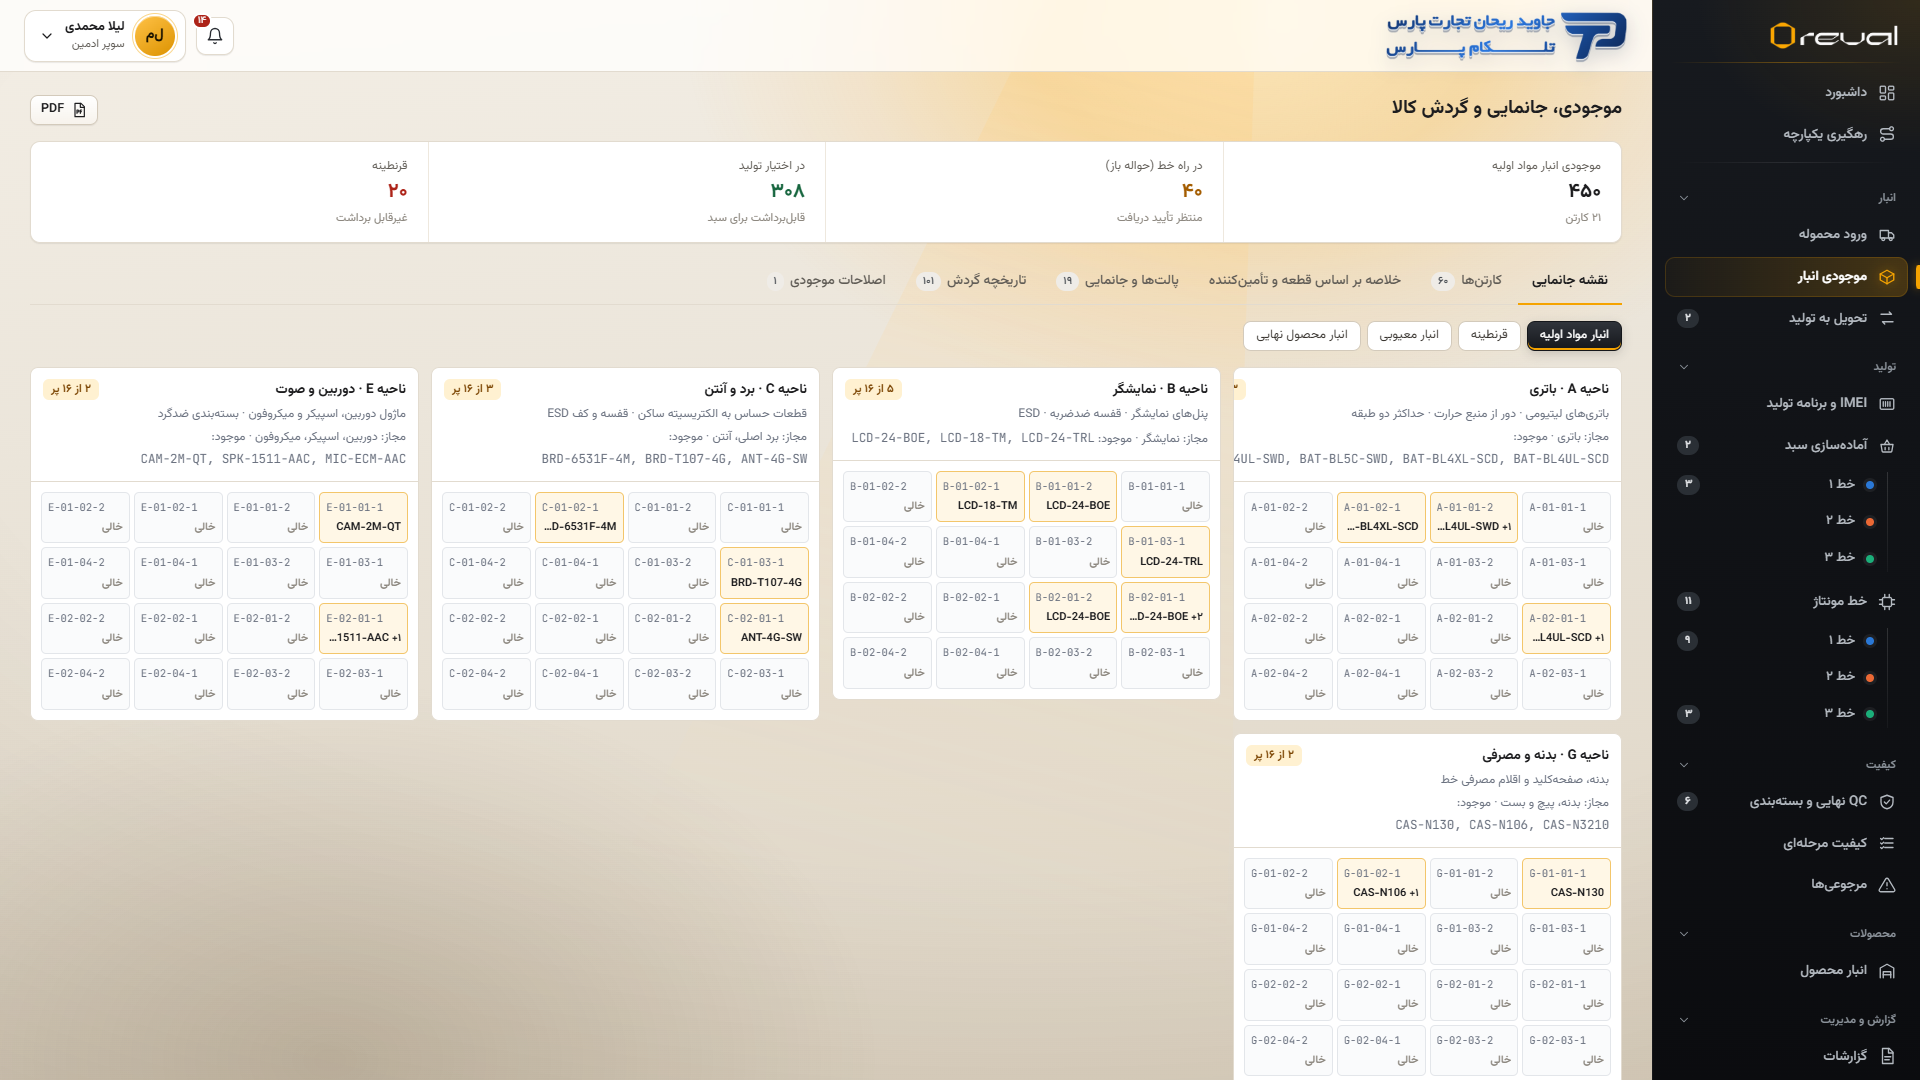 oreval
داشبورد
رهگیری یکپارچه
انبار
ورود محموله
موجودی انبار
تحویل به تولید ۲
تولید
IMEI و برنامه تولید
آماده‌سازی سبد ۲
خط ۱ ۳
خط ۲
خط ۳
خط مونتاژ ۱۱
خط ۱ ۹
خط ۲
خط ۳ ۳
کیفیت
QC نهایی و بسته‌بندی ۶
کیفیت مرحله‌ای
مرجوعی‌ها
محصولات
انبار محصول
گزارش و مدیریت
گزارشات
جاوید ریحان تجارت پارس
تلکام پارس
۱۴
لیلا محمدی
سوپر ادمین
ل‌م
موجودی، جانمایی و گردش کالا
PDF
موجودی انبار مواد اولیه
۴۵۰
۲۱ کارتن
در راه خط (حواله باز)
۴۰
منتظر تأیید دریافت
در اختیار تولید
۳۰۸
قابل‌برداشت برای سبد
قرنطینه
۲۰
غیرقابل برداشت
نقشه جانمایی
کارتن‌ها ۶۰
خلاصه بر اساس قطعه و تأمین‌کننده
پالت‌ها و جانمایی ۱۹
تاریخچه گردش ۱۰۱
اصلاحات موجودی ۱
انبار مواد اولیه
قرنطینه
انبار معیوبی
انبار محصول نهایی
ناحیه A · باتری
باتری‌های لیتیومی · دور از منبع حرارت · حداکثر دو طبقه
مجاز: باتری · موجود:
4UL-SWD, BAT-BL5C-SWD, BAT-BL4XL-SCD, BAT-BL4UL-SCD
A-01-01-1 خالی
A-01-01-2 ...L4UL-SWD +۱
A-01-02-1 ...-BL4XL-SCD
A-01-02-2 خالی
A-01-03-1 خالی
A-01-03-2 خالی
A-01-04-1 خالی
A-01-04-2 خالی
A-02-01-1 ...L4UL-SCD +۱
A-02-01-2 خالی
A-02-02-1 خالی
A-02-02-2 خالی
A-02-03-1 خالی
A-02-03-2 خالی
A-02-04-1 خالی
A-02-04-2 خالی
ناحیه B · نمایشگر
۵ از ۱۶ پر
پنل‌های نمایشگر · قفسه ضدضربه · ESD
مجاز: نمایشگر · موجود: LCD-24-BOE, LCD-18-TM, LCD-24-TRL
B-01-01-1 خالی
B-01-01-2 LCD-24-BOE
B-01-02-1 LCD-18-TM
B-01-02-2 خالی
B-01-03-1 LCD-24-TRL
B-01-03-2 خالی
B-01-04-1 خالی
B-01-04-2 خالی
B-02-01-1 ...D-24-BOE +۲
B-02-01-2 LCD-24-BOE
B-02-02-1 خالی
B-02-02-2 خالی
B-02-03-1 خالی
B-02-03-2 خالی
B-02-04-1 خالی
B-02-04-2 خالی
ناحیه C · برد و آنتن
۳ از ۱۶ پر
قطعات حساس به الکتریسیته ساکن · قفسه و کف ESD
مجاز: برد اصلی، آنتن · موجود:
BRD-6531F-4M, BRD-T107-4G, ANT-4G-SW
C-01-01-1 خالی
C-01-01-2 خالی
C-01-02-1 ...D-6531F-4M
C-01-02-2 خالی
C-01-03-1 BRD-T107-4G
C-01-03-2 خالی
C-01-04-1 خالی
C-01-04-2 خالی
C-02-01-1 ANT-4G-SW
C-02-01-2 خالی
C-02-02-1 خالی
C-02-02-2 خالی
C-02-03-1 خالی
C-02-03-2 خالی
C-02-04-1 خالی
C-02-04-2 خالی
ناحیه E · دوربین و صوت
۲ از ۱۶ پر
ماژول دوربین، اسپیکر و میکروفون · بسته‌بندی ضدگرد
مجاز: دوربین، اسپیکر، میکروفون · موجود:
CAM-2M-QT, SPK-1511-AAC, MIC-ECM-AAC
E-01-01-1 CAM-2M-QT
E-01-01-2 خالی
E-01-02-1 خالی
E-01-02-2 خالی
E-01-03-1 خالی
E-01-03-2 خالی
E-01-04-1 خالی
E-01-04-2 خالی
E-02-01-1 ...1511-AAC +۱
E-02-01-2 خالی
E-02-02-1 خالی
E-02-02-2 خالی
E-02-03-1 خالی
E-02-03-2 خالی
E-02-04-1 خالی
E-02-04-2 خالی
ناحیه G · بدنه و مصرفی
۲ از ۱۶ پر
بدنه، صفحه‌کلید و اقلام مصرفی خط
مجاز: بدنه، پیچ و بست · موجود:
CAS-N130, CAS-N106, CAS-N3210
G-01-01-1 CAS-N130
G-01-01-2 خالی
G-01-02-1 CAS-N106 +۱
G-01-02-2 خالی
G-01-03-1 خالی
G-01-03-2 خالی
G-01-04-1 خالی
G-01-04-2 خالی
G-02-01-1 خالی
G-02-01-2 خالی
G-02-02-1 خالی
G-02-02-2 خالی
G-02-03-1 خالی
G-02-03-2 خالی
G-02-04-1 خالی
G-02-04-2 خالی